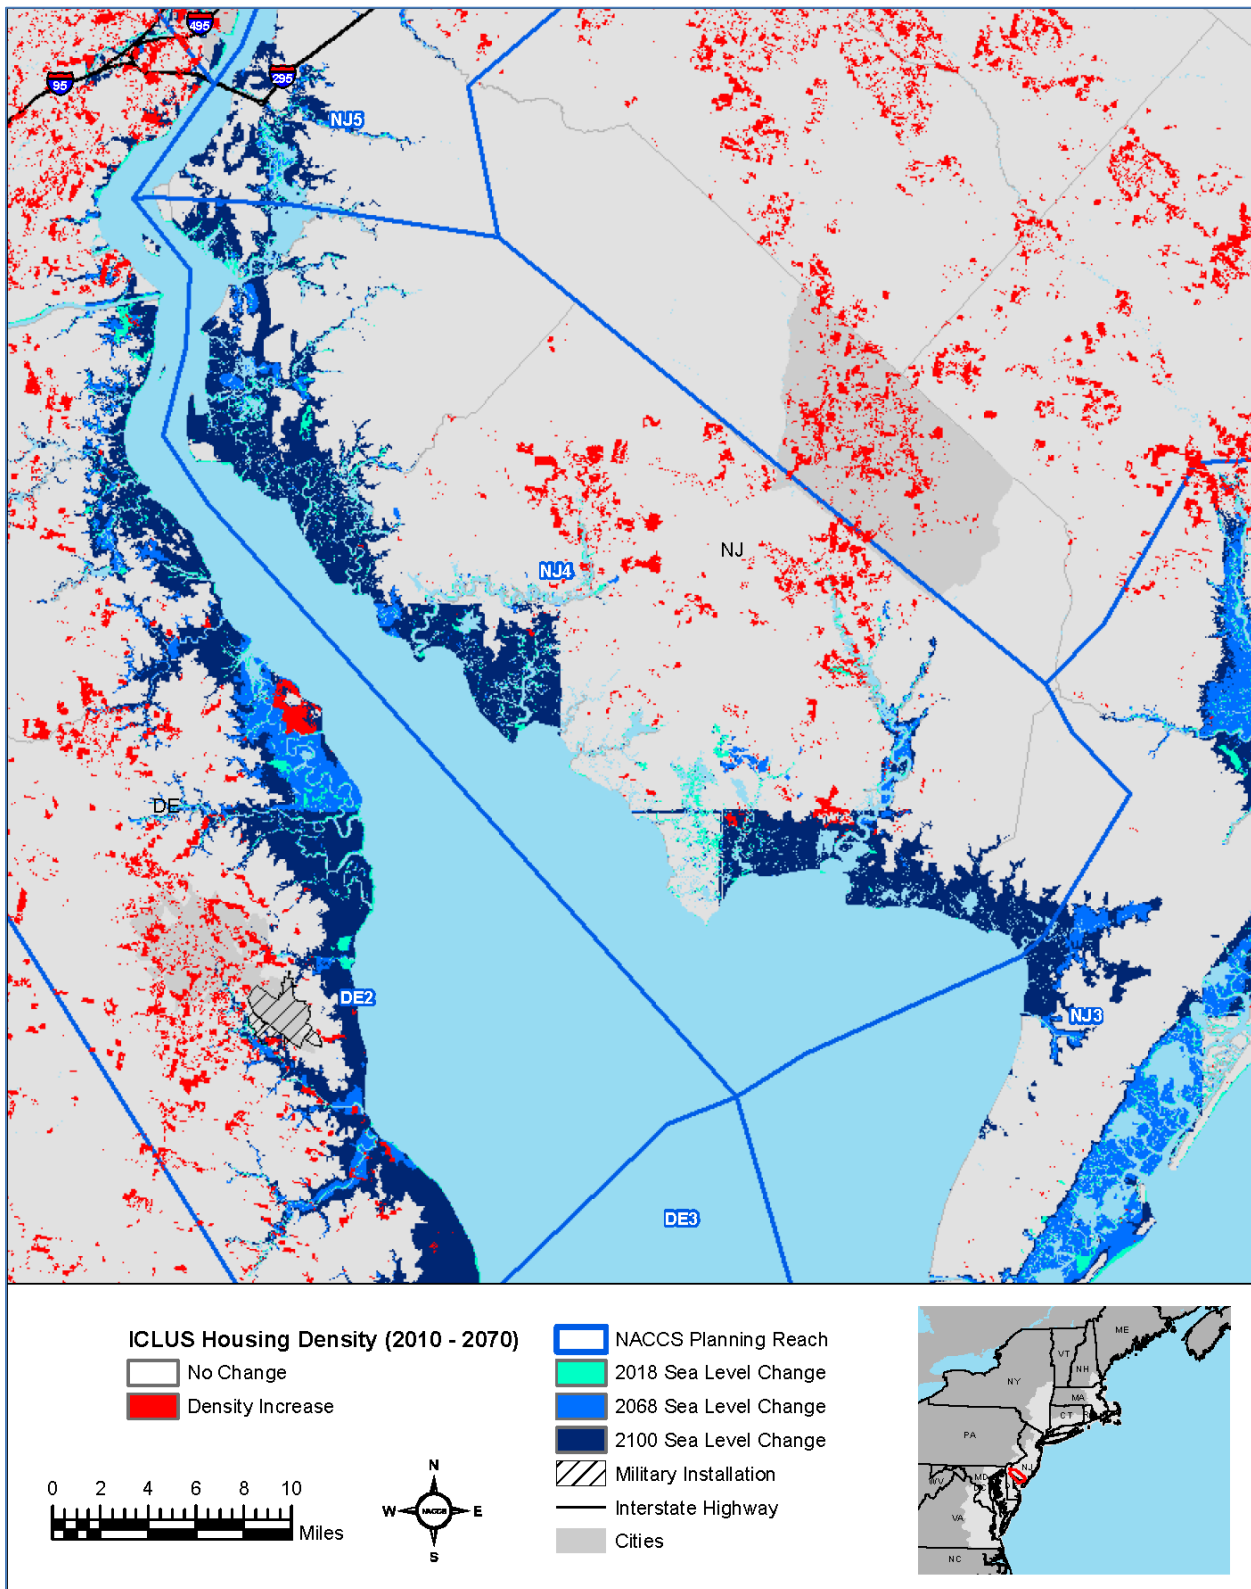 495
95
295
NJ5
NJ4
NJ
DE
DE2
NJ3
DE3
ICLUS Housing Density (2010 - 2070)
No Change
Density Increase
NACCS Planning Reach
2018 Sea Level Change
2068 Sea Level Change
2100 Sea Level Change
Military Installation
Interstate Highway
Cities
0 2 4 6 8 10
Miles
N
W NACCS E
S
ME
VT
NH
NY
MA
CT
PA
NJ
MD
WV
VA
NC